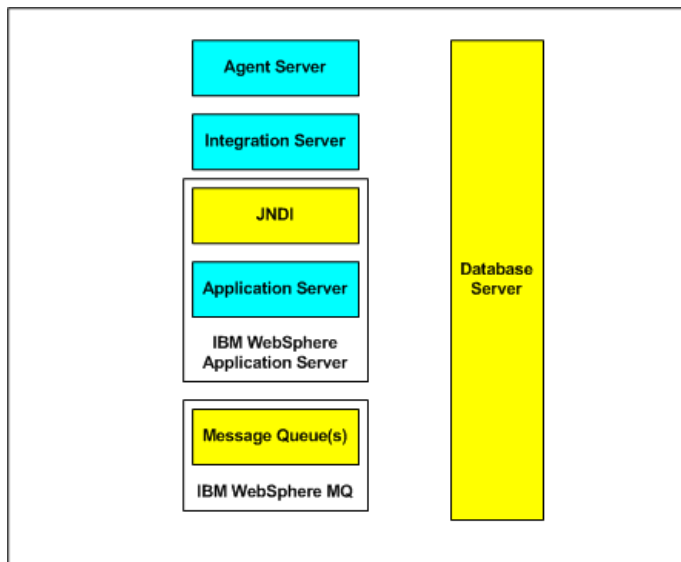 Agent Server
Integration Server
JNDI
Application Server
IBM WebSphere
Application Server
Message Queue(s)
IBM WebSphere MQ
Database
Server